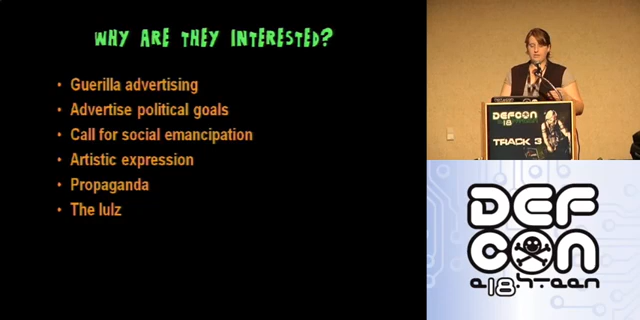 WHY ARE THEY INTERESTED?
• Guerilla advertising
• Advertise political goals
• Call for social emancipation
• Artistic expression
• Propaganda
• The lulz
DEFCON
18
TRACK 3
DEF
CON
e18hteen